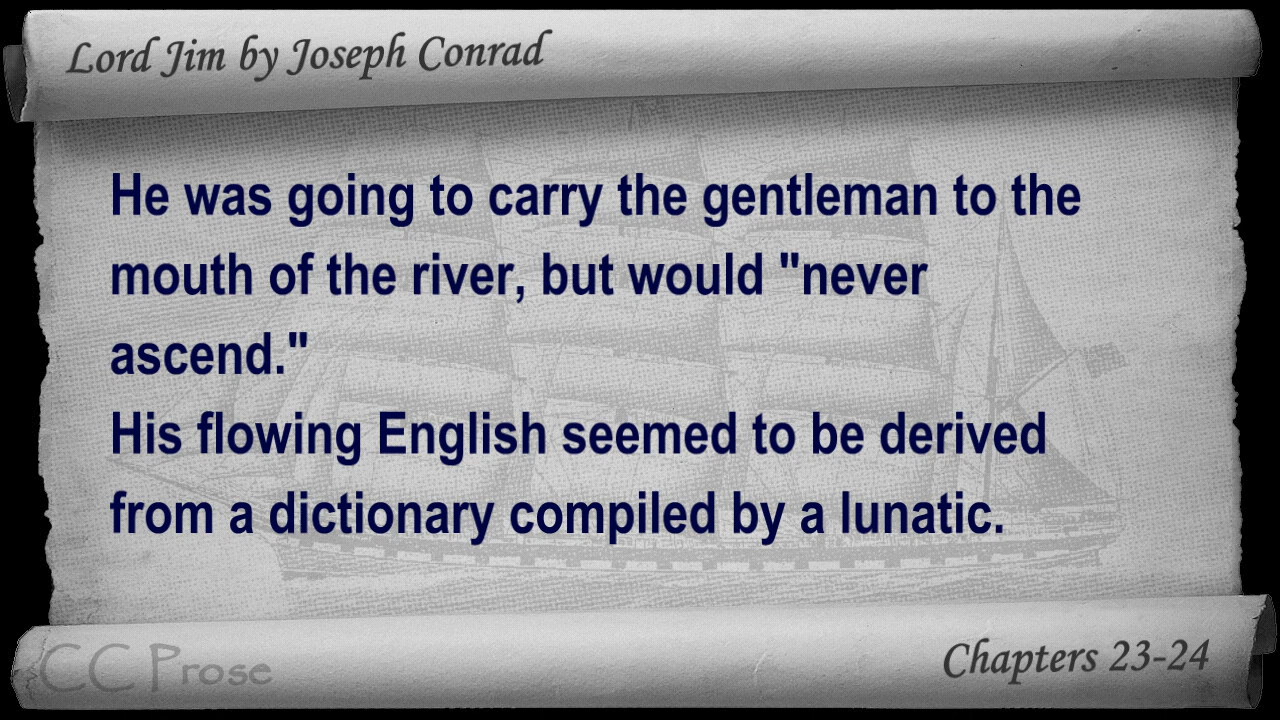 Lord Jim by Joseph Conrad
He was going to carry the gentleman to the
mouth of the river, but would "never
ascend."
His flowing English seemed to be derived
from a dictionary compiled by a lunatic.
CC Prose
Chapters 23-24